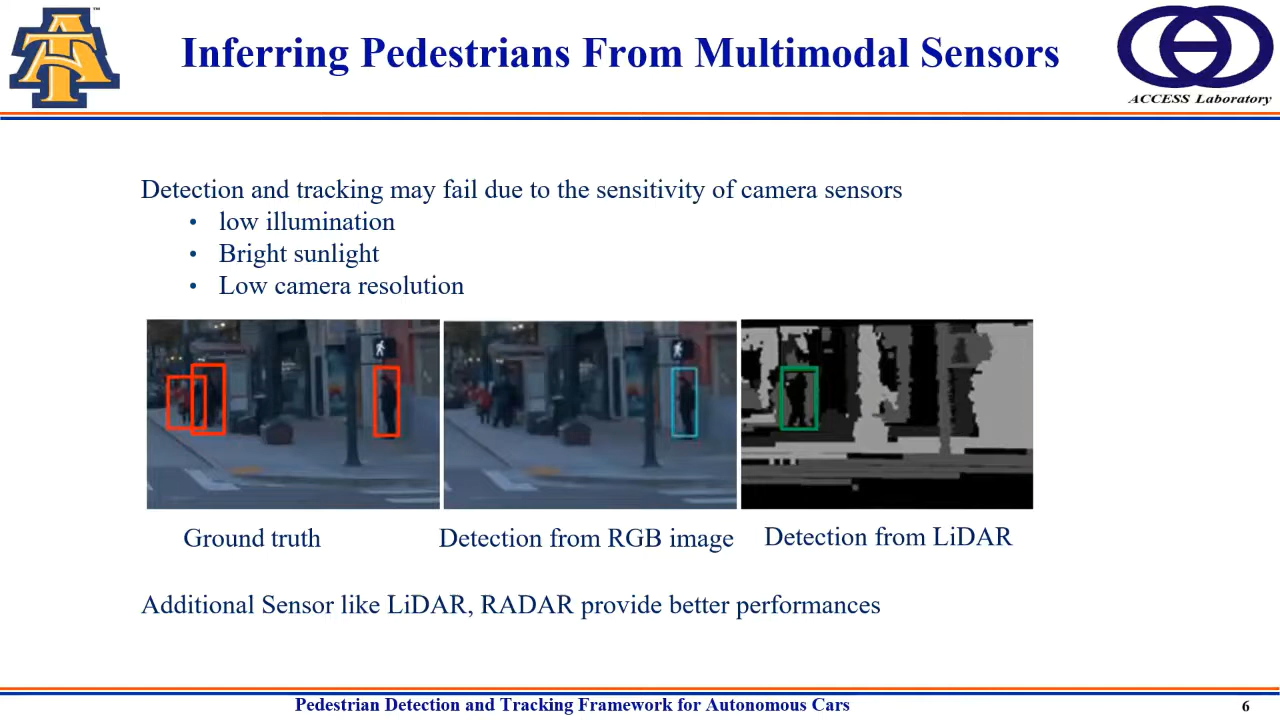 Inferring Pedestrians From Multimodal Sensors
ACCESS Laboratory
Detection and tracking may fail due to the sensitivity of camera sensors
• low illumination
• Bright sunlight
• Low camera resolution
Ground truth
Detection from RGB image
Detection from LiDAR
Additional Sensor like LiDAR, RADAR provide better performances
Pedestrian Detection and Tracking Framework for Autonomous Cars
6